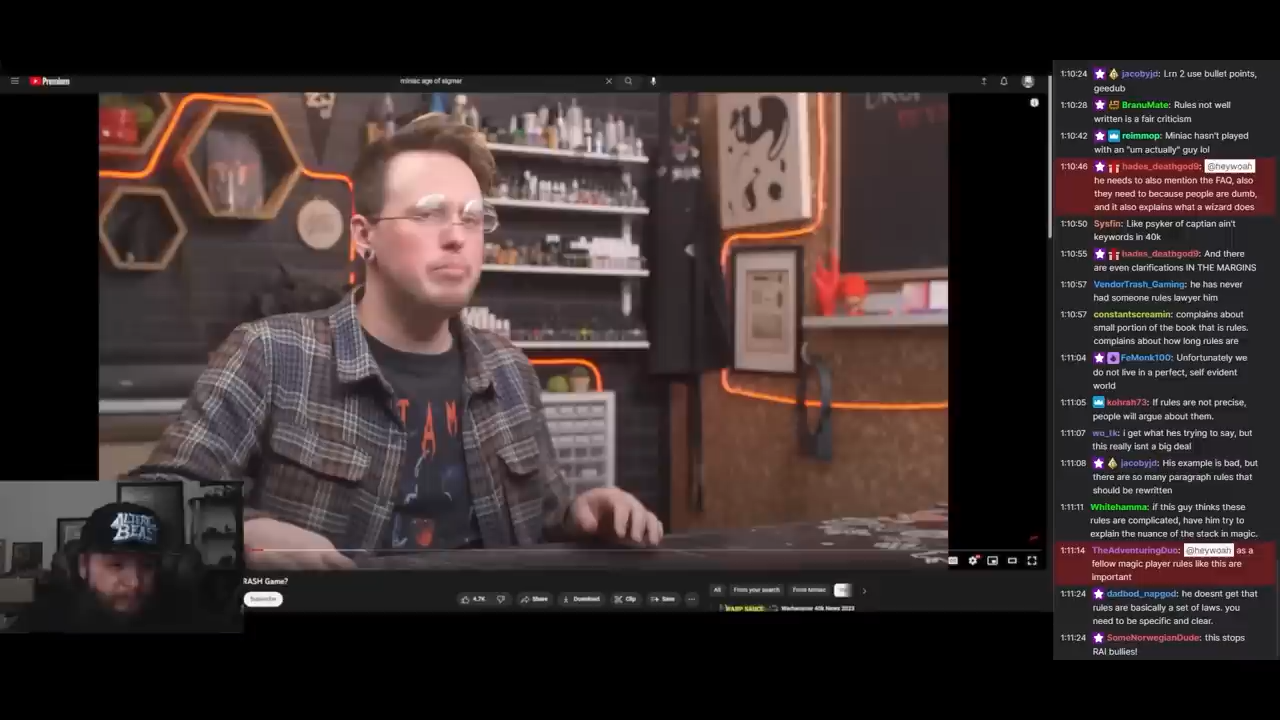 Premium
miniac age of sigmar
DROP
TAM
ALTERED
BEAST
RASH Game?
Subscribe
4.7K
Share
Download
Clip
Save
All
From your search
From Miniac
Warhammer 40k News 2023
1:10:24 jacobyjd: Lrn 2 use bullet points,
geedub
1:10:28 BranuMate: Rules not well
written is a fair criticism
1:10:42 reimmop: Miniac hasn't played
with an "um actually" guy lol
1:10:46 hades_deathgod9: @heywoah
he needs to also mention the FAQ, also
they need to because people are dumb,
and it also explains what a wizard does
1:10:50 Sysfin: Like psyker of captian ain't
keywords in 40k
1:10:55 hades_deathgod9: And there
are even clarifications IN THE MARGINS
1:10:57 VendorTrash_Gaming: he has never
had someone rules lawyer him
1:10:57 constantscreamin: complains about
small portion of the book that is rules.
complains about how long rules are
1:11:04 FeMonk100: Unfortunately we
do not live in a perfect, self evident
world
1:11:05 kohrah73: If rules are not precise,
people will argue about them.
1:11:07 wo_tk: i get what hes trying to say, but
this really isnt a big deal
1:11:08 jacobyjd: His example is bad, but
there are so many paragraph rules that
should be rewritten
1:11:11 Whitehamma: if this guy thinks these
rules are complicated, have him try to
explain the nuance of the stack in magic.
1:11:14 TheAdventuringDuo: @heywoah as a
fellow magic player rules like this are
important
1:11:24 dadbod_napgod: he doesnt get that
rules are basically a set of laws. you
need to be specific and clear.
1:11:24 SomeNorwegianDude: this stops
RAI bullies!